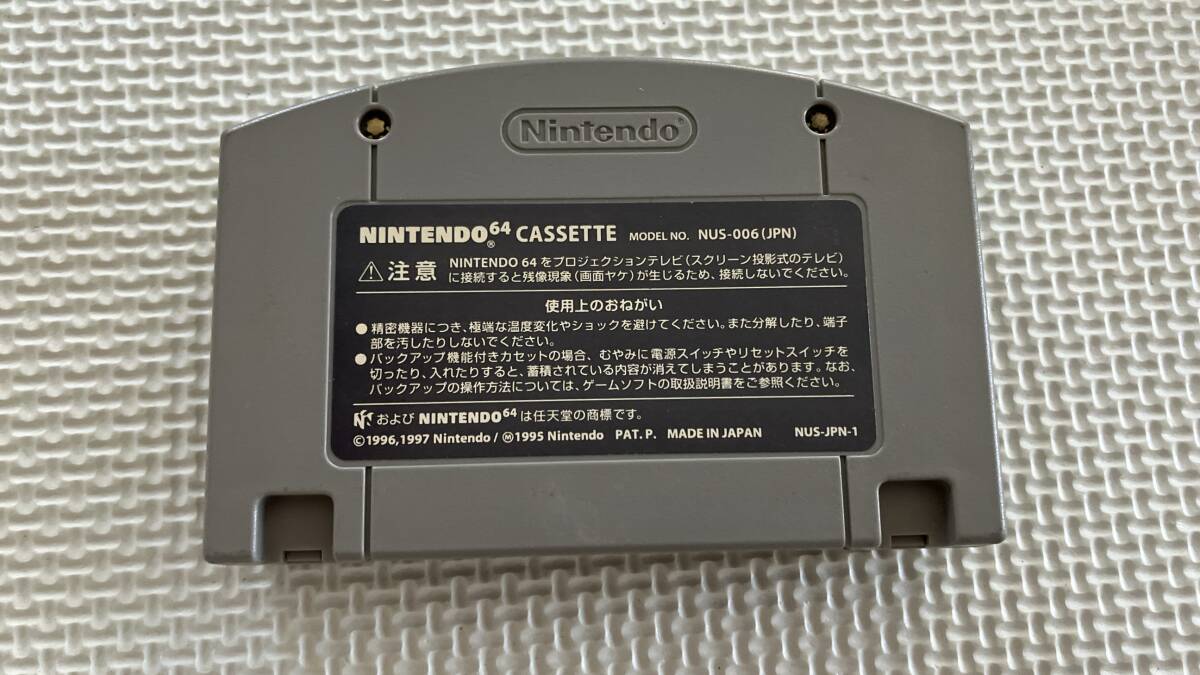 Nintendo®
NINTENDO64® CASSETTE MODEL NO. NUS-006(JPN)
⚠注意 NINTENDO 64をプロジェクションテレビ(スクリーン投影式のテレビ)
に接続すると残像現象(画面ヤケ)が生じるため、接続しないでください。
使用上のおねがい
●精密機器につき、極端な温度変化やショックを避けてください。また分解したり、端子
部を汚したりしないでください。
●バックアップ機能付きカセットの場合、むやみに電源スイッチやリセットスイッチを
切ったり、入れたりすると、蓄積されている内容が消えてしまうことがあります。なお、
バックアップの操作方法については、ゲームソフトの取扱説明書をご参照ください。
および NINTENDO64 は任天堂の商標です。
©1996,1997 Nintendo/Ⓜ1995 Nintendo PAT. P. MADE IN JAPAN NUS-JPN-1